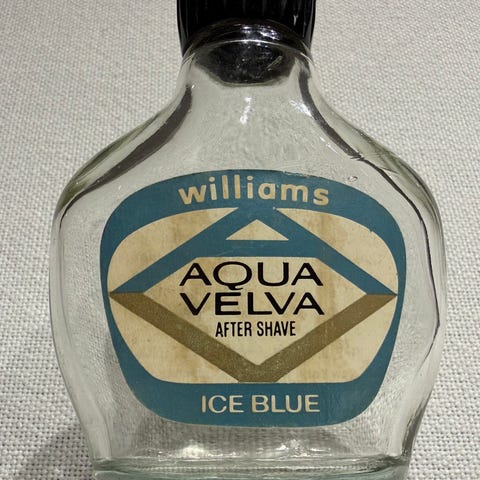 williams
AQUA
VELVA
AFTER SHAVE
ICE BLUE